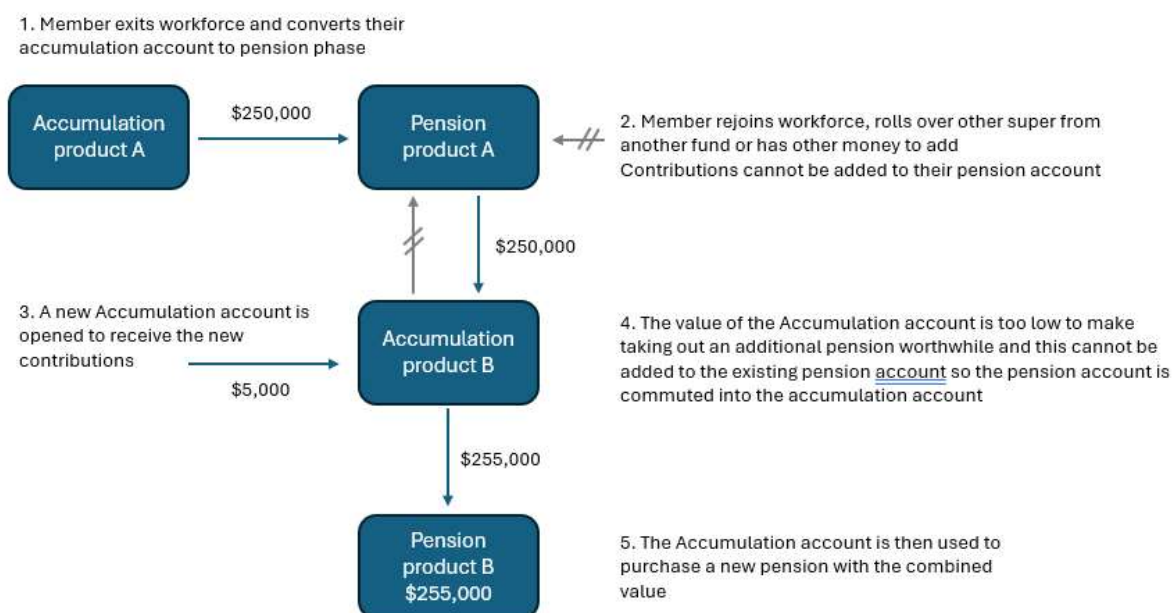 1. Member exits workforce and converts their
accumulation account to pension phase
Accumulation
product A
$250,000
Pension
product A
2. Member rejoins workforce, rolls over other super from
another fund or has other money to add
Contributions cannot be added to their pension account
$250,000
3. A new Accumulation account is
opened to receive the new
contributions
$5,000
Accumulation
product B
4. The value of the Accumulation account is too low to make
taking out an additional pension worthwhile and this cannot be
added to the existing pension account so the pension account is
commuted into the accumulation account
$255,000
Pension
product B
$255,000
5. The Accumulation account is then used to
purchase a new pension with the combined
value